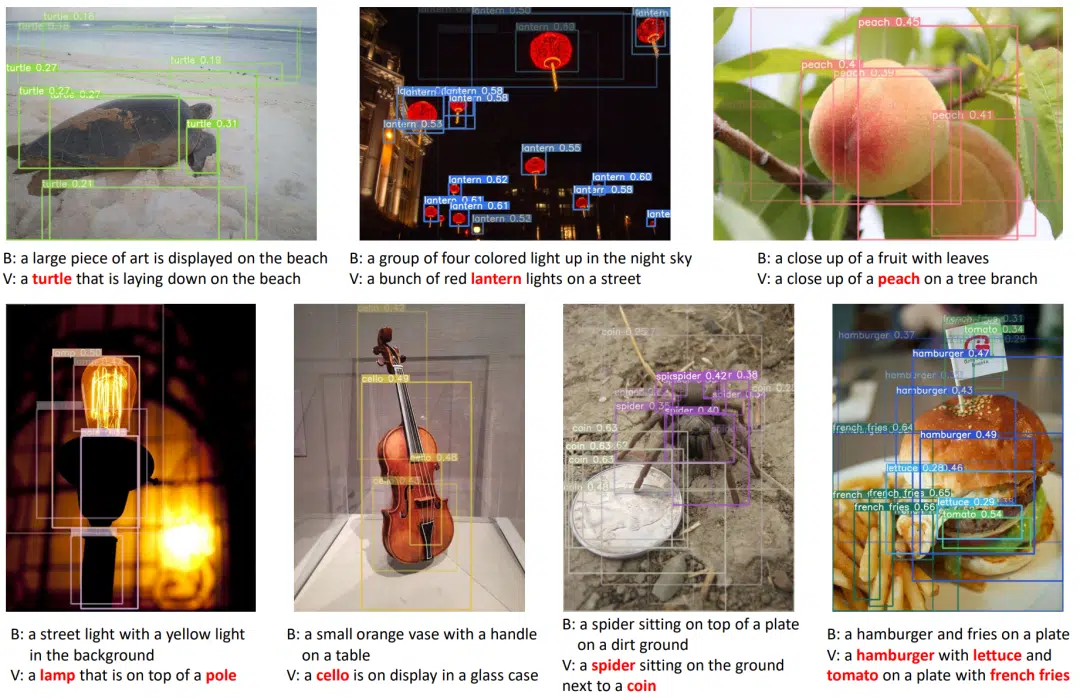 turtle 0.16
turtle 0.18
turtle 0.27
turtle 0.27
turtle 0.27
turtle 0.31
turtle 0.21
lantern 0.50
lantern 0.59
lantern
lantern 0.58
lantern 0.58
lantern 0.53
lantern 0.55
lantern 0.62
lantern 0.60
lantern 0.58
lantern 0.61
lantern 0.61
lantern 0.53
peach 0.45
peach 0.4
peach 0.39
peach 0.41
B: a large piece of art is displayed on the beach
V: a turtle that is laying down on the beach
B: a group of four colored light up in the night sky
V: a bunch of red lantern lights on a street
B: a close up of a fruit with leaves
V: a close up of a peach on a tree branch
lamp 0.50
cello 0.49
cello 0.48
spider 0.42
0.38
spider 0.35
spider 0.40
coin 0.63
coin 0.63
coin 0.63
0.31
tomato 0.34
0.29
hamburger 0.37
hamburger 0.47
hamburger 0.43
french fries 0.64
hamburger 0.49
lettuce 0.28
0.46
french
french fries 0.65
french fries 0.66
lettuce 0.29
tomato 0.54
B: a street light with a yellow light
in the background
V: a lamp that is on top of a pole
B: a small orange vase with a handle
on a table
V: a cello is on display in a glass case
B: a spider sitting on top of a plate
on a dirt ground
V: a spider sitting on the ground
next to a coin
B: a hamburger and fries on a plate
V: a hamburger with lettuce and
tomato on a plate with french fries